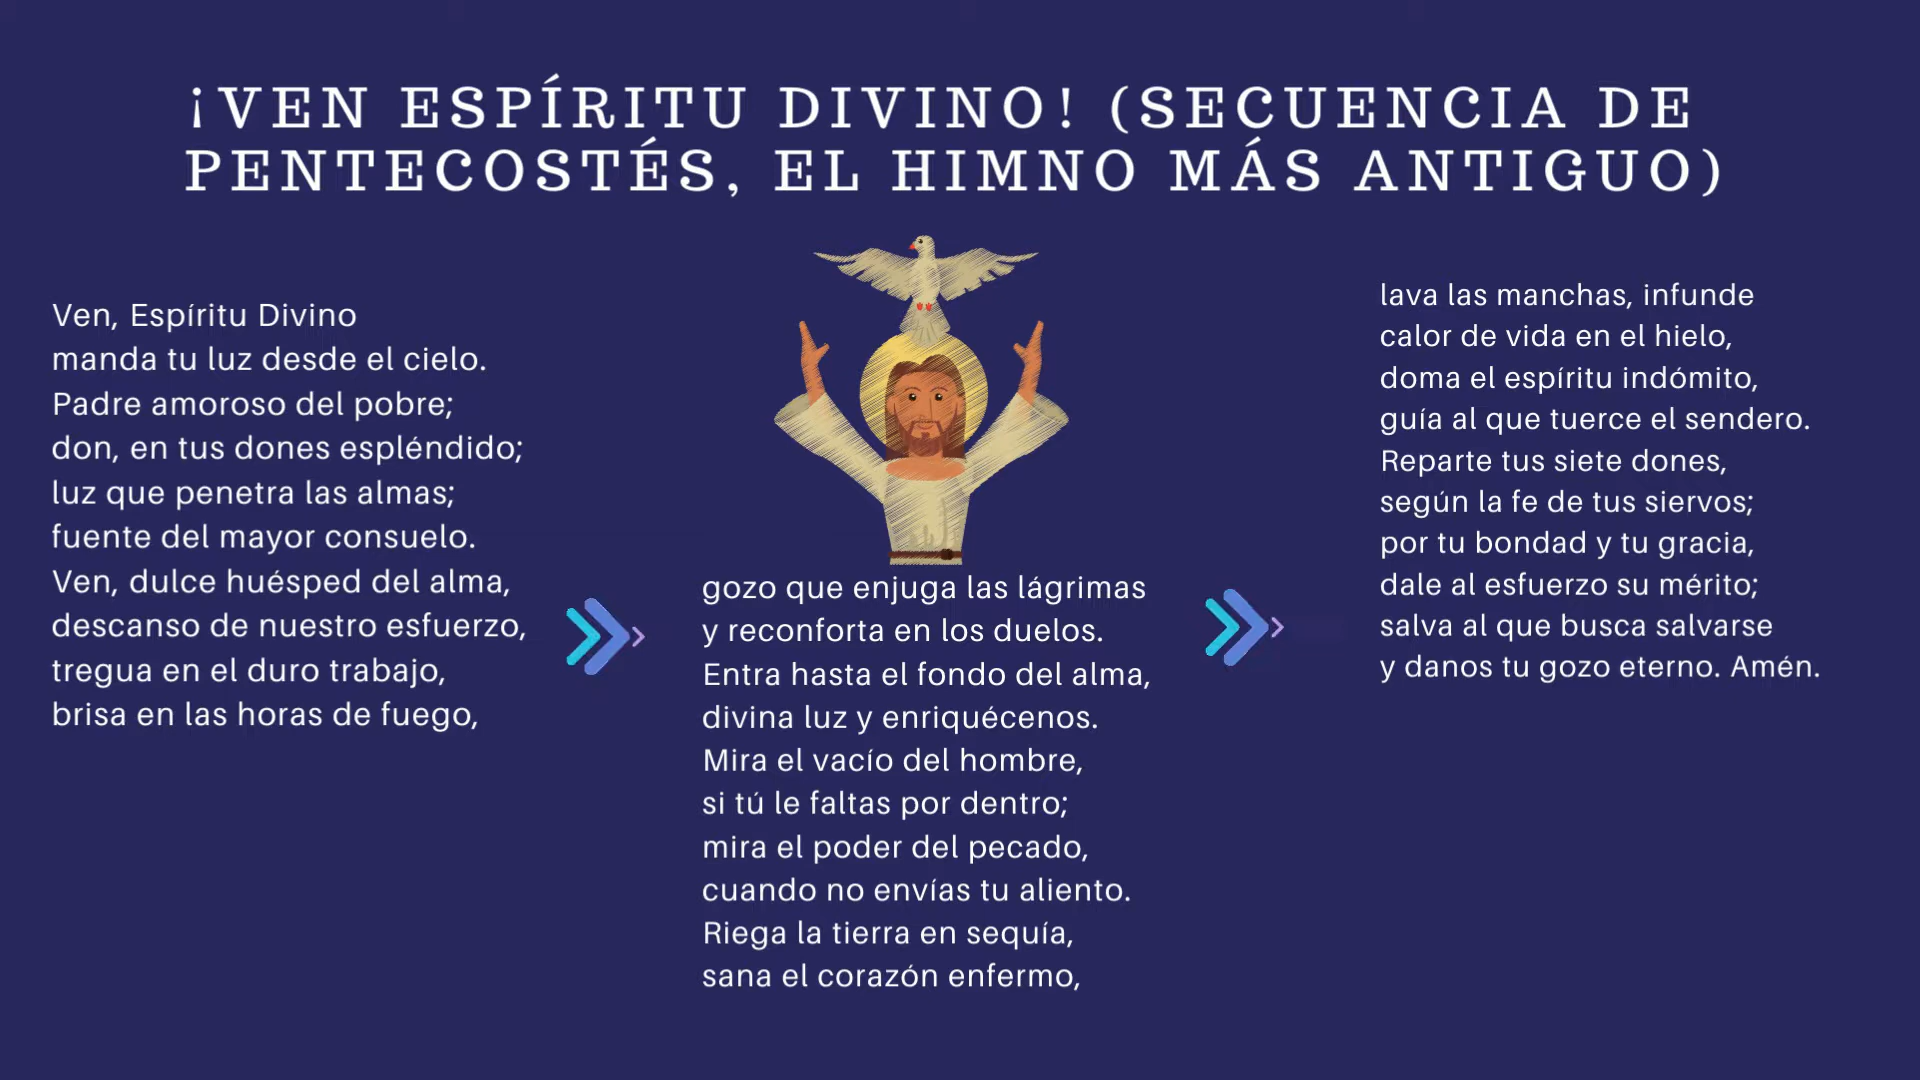 ¡VEN ESPÍRITU DIVINO! (SECUENCIA DE
PENTECOSTÉS, EL HIMNO MÁS ANTIGUO)
Ven, Espíritu Divino
manda tu luz desde el cielo.
Padre amoroso del pobre;
don, en tus dones espléndido;
luz que penetra las almas;
fuente del mayor consuelo.
Ven, dulce huésped del alma,
descanso de nuestro esfuerzo,
tregua en el duro trabajo,
brisa en las horas de fuego,
gozo que enjuga las lágrimas
y reconforta en los duelos.
Entra hasta el fondo del alma,
divina luz y enriquécenos.
Mira el vacío del hombre,
si tú le faltas por dentro;
mira el poder del pecado,
cuando no envías tu aliento.
Riega la tierra en sequía,
sana el corazón enfermo,
lava las manchas, infunde
calor de vida en el hielo,
doma el espíritu indómito,
guía al que tuerce el sendero.
Reparte tus siete dones,
según la fe de tus siervos;
por tu bondad y tu gracia,
dale al esfuerzo su mérito;
salva al que busca salvarse
y danos tu gozo eterno. Amén.